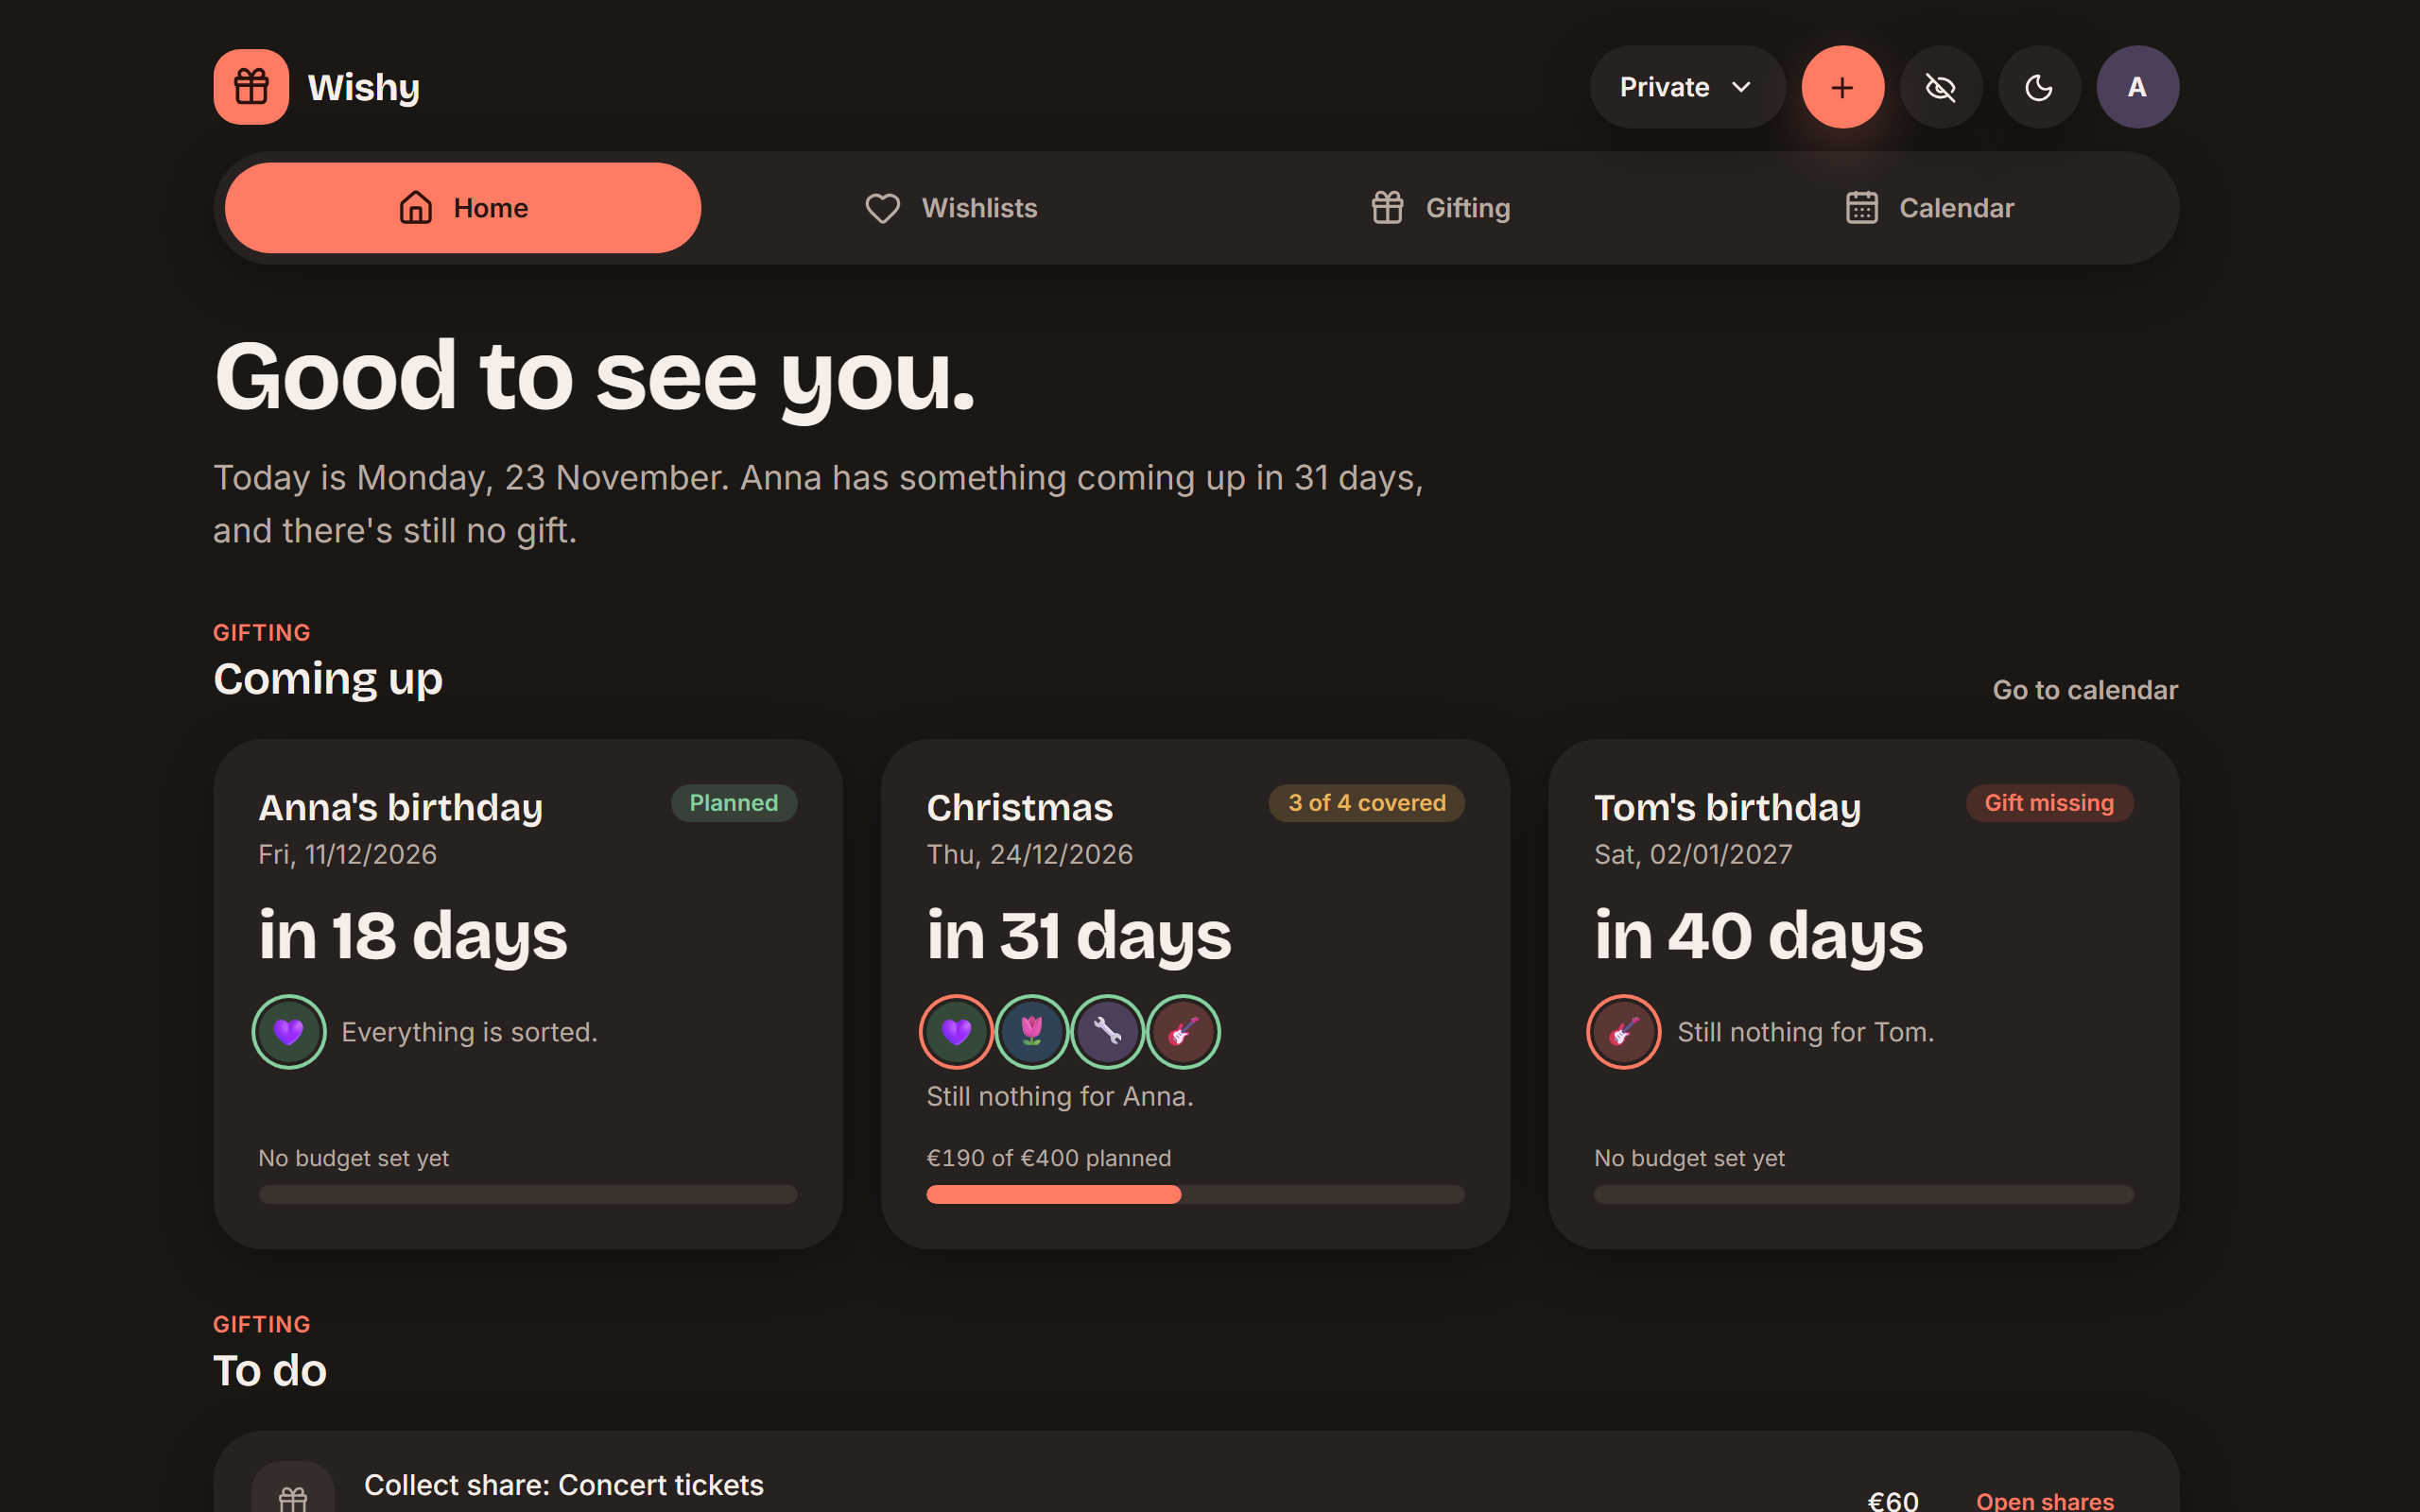 Wishy
Private
A
Home
Wishlists
Gifting
Calendar
Good to see you.
Today is Monday, 23 November. Anna has something coming up in 31 days,
and there's still no gift.
GIFTING
Coming up
Go to calendar
Anna's birthday
Planned
Fri, 11/12/2026
in 18 days
Everything is sorted.
No budget set yet
Christmas
3 of 4 covered
Thu, 24/12/2026
in 31 days
Still nothing for Anna.
€190 of €400 planned
Tom's birthday
Gift missing
Sat, 02/01/2027
in 40 days
Still nothing for Tom.
No budget set yet
GIFTING
To do
Collect share: Concert tickets
€60
Open shares